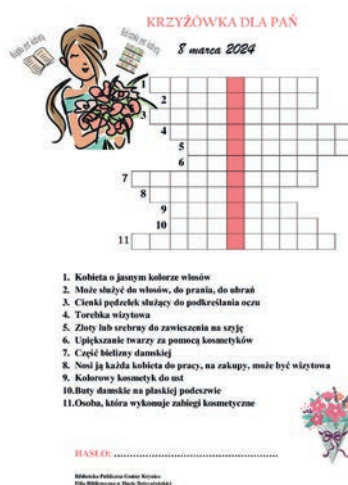 KRZYŻÓWKA DLA PAŃ
8 marca 2024
1
2
3
4
5
6
7
8
9
10
11
1. Kobieta o jasnym kolorze włosów
2. Może służyć do włosów, do prania, do ubrań
3. Cienki pędzelek służący do podkreślania oczu
4. Torebka wizytowa
5. Złoty lub srebrny do zawieszenia na szyję
6. Upiększanie twarzy za pomocą kosmetyków
7. Część bielizny damskiej
8. Nosi ją każda kobieta do pracy, na zakupy, może być wizytowa
9. Kolorowy kosmetyk do ust
10.Buty damskie na płaskiej podeszwie
11.Osoba, która wykonuje zabiegi kosmetyczne
HASŁO: ................................................
Biblioteka Publiczna Gminy Krynice
Filia Biblioteczna w